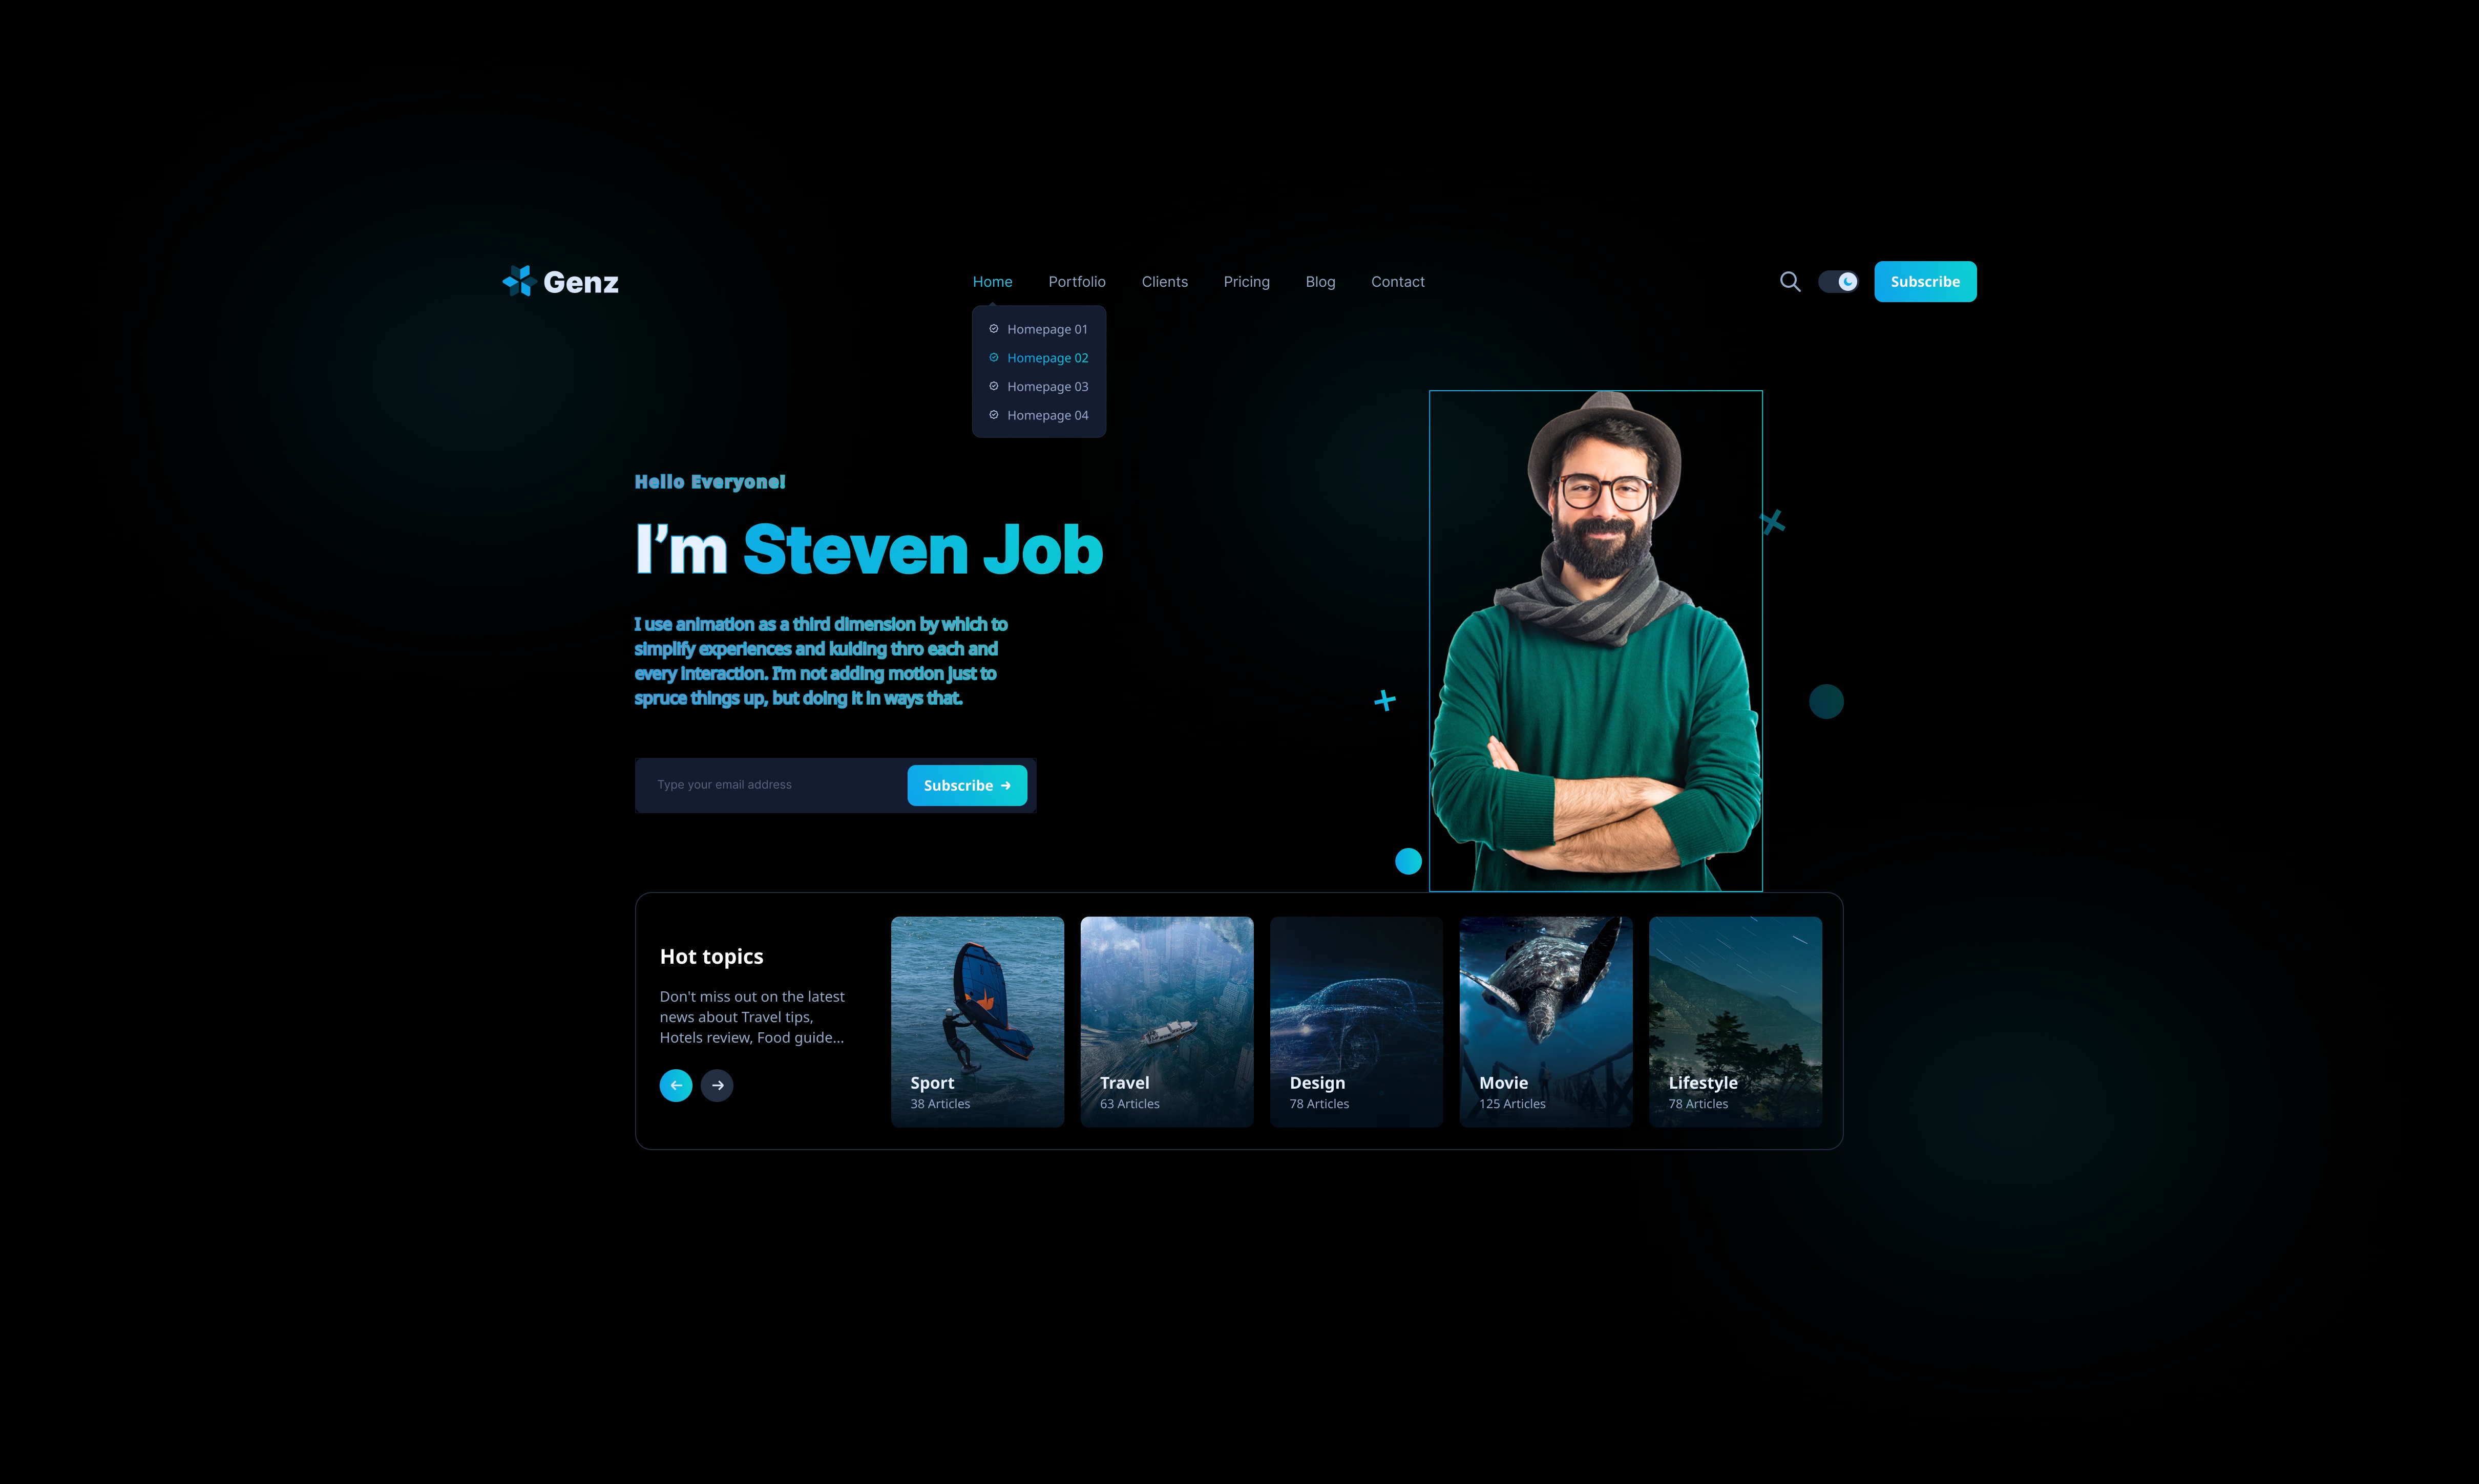 Genz
Home Portfolio Clients Pricing Blog Contact
Subscribe
Homepage 01
Homepage 02
Homepage 03
Homepage 04
Hello Everyone!
I’m Steven Job
I use animation as a third dimension by which to
simplify experiences and kuiding thro each and
every interaction. I’m not adding motion just to
spruce things up, but doing it in ways that.
Type your email address
Subscribe
Hot topics
Don't miss out on the latest
news about Travel tips,
Hotels review, Food guide...
Sport
38 Articles
Travel
63 Articles
Design
78 Articles
Movie
125 Articles
Lifestyle
78 Articles